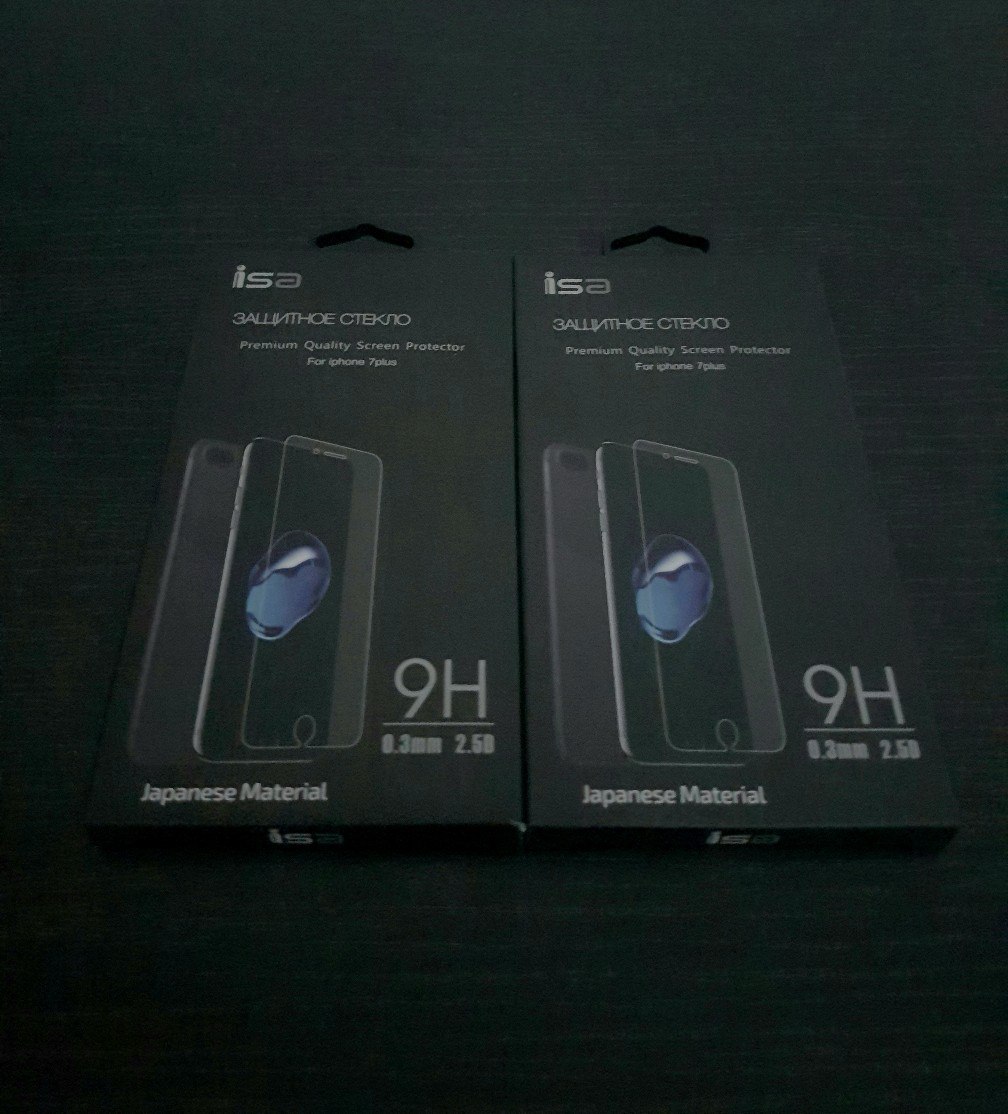 isa
ЗАЩИТНОЕ СТЕКЛО
Premium Quality Screen Protector
For iphone 7plus
9H
0.3mm 2.5D
Japanese Material
isa
isa
ЗАЩИТНОЕ СТЕКЛО
Premium Quality Screen Protector
For iphone 7plus
9H
0.3mm 2.5D
Japanese Material
isa